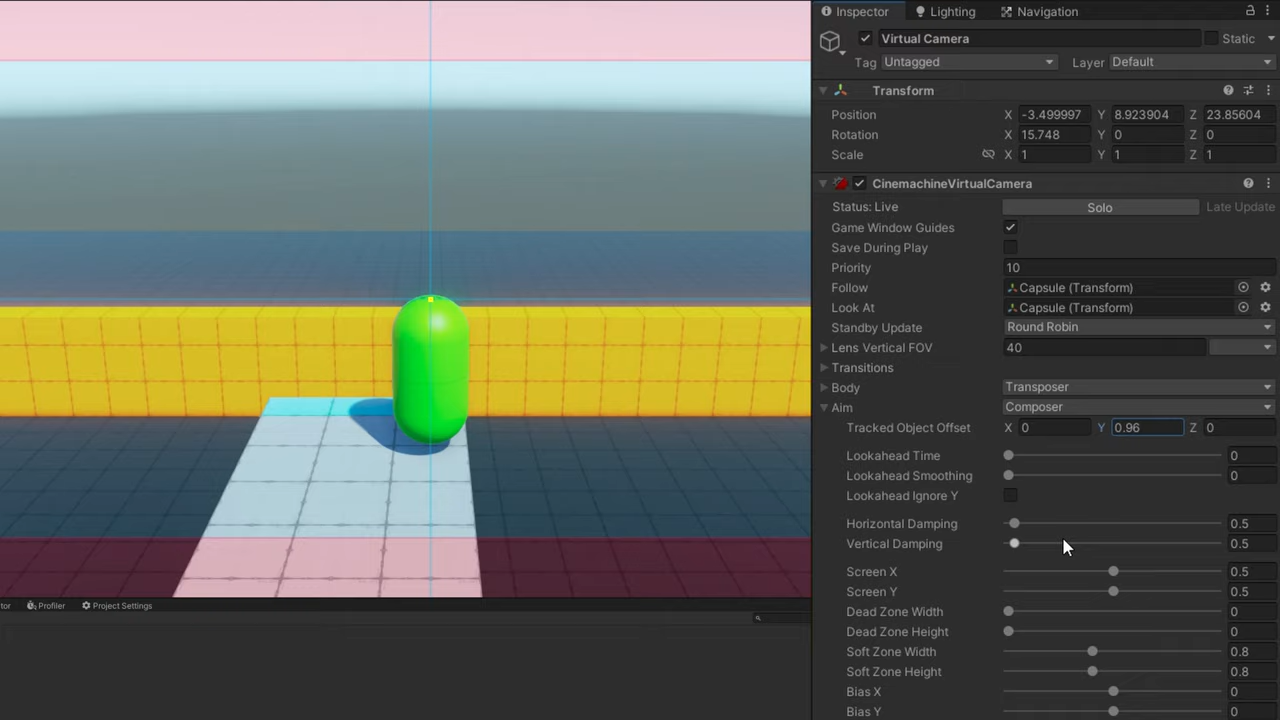 Inspector Lighting Navigation
Virtual Camera Static
Tag Untagged Layer Default
Transform
Position X -3.499997 Y 8.923904 Z 23.85604
Rotation X 15.748 Y 0 Z 0
Scale X 1 Y 1 Z 1
CinemachineVirtualCamera
Status: Live Solo Late Update
Game Window Guides
Save During Play
Priority 10
Follow Capsule (Transform)
Look At Capsule (Transform)
Standby Update Round Robin
Lens Vertical FOV 40
Transitions
Body Transposer
Aim Composer
Tracked Object Offset X 0 Y 0.96 Z 0
Lookahead Time 0
Lookahead Smoothing 0
Lookahead Ignore Y
Horizontal Damping 0.5
Vertical Damping 0.5
Screen X 0.5
Screen Y 0.5
Dead Zone Width 0
Dead Zone Height 0
Soft Zone Width 0.8
Soft Zone Height 0.8
Bias X 0
Bias Y 0
tor Profiler Project Settings